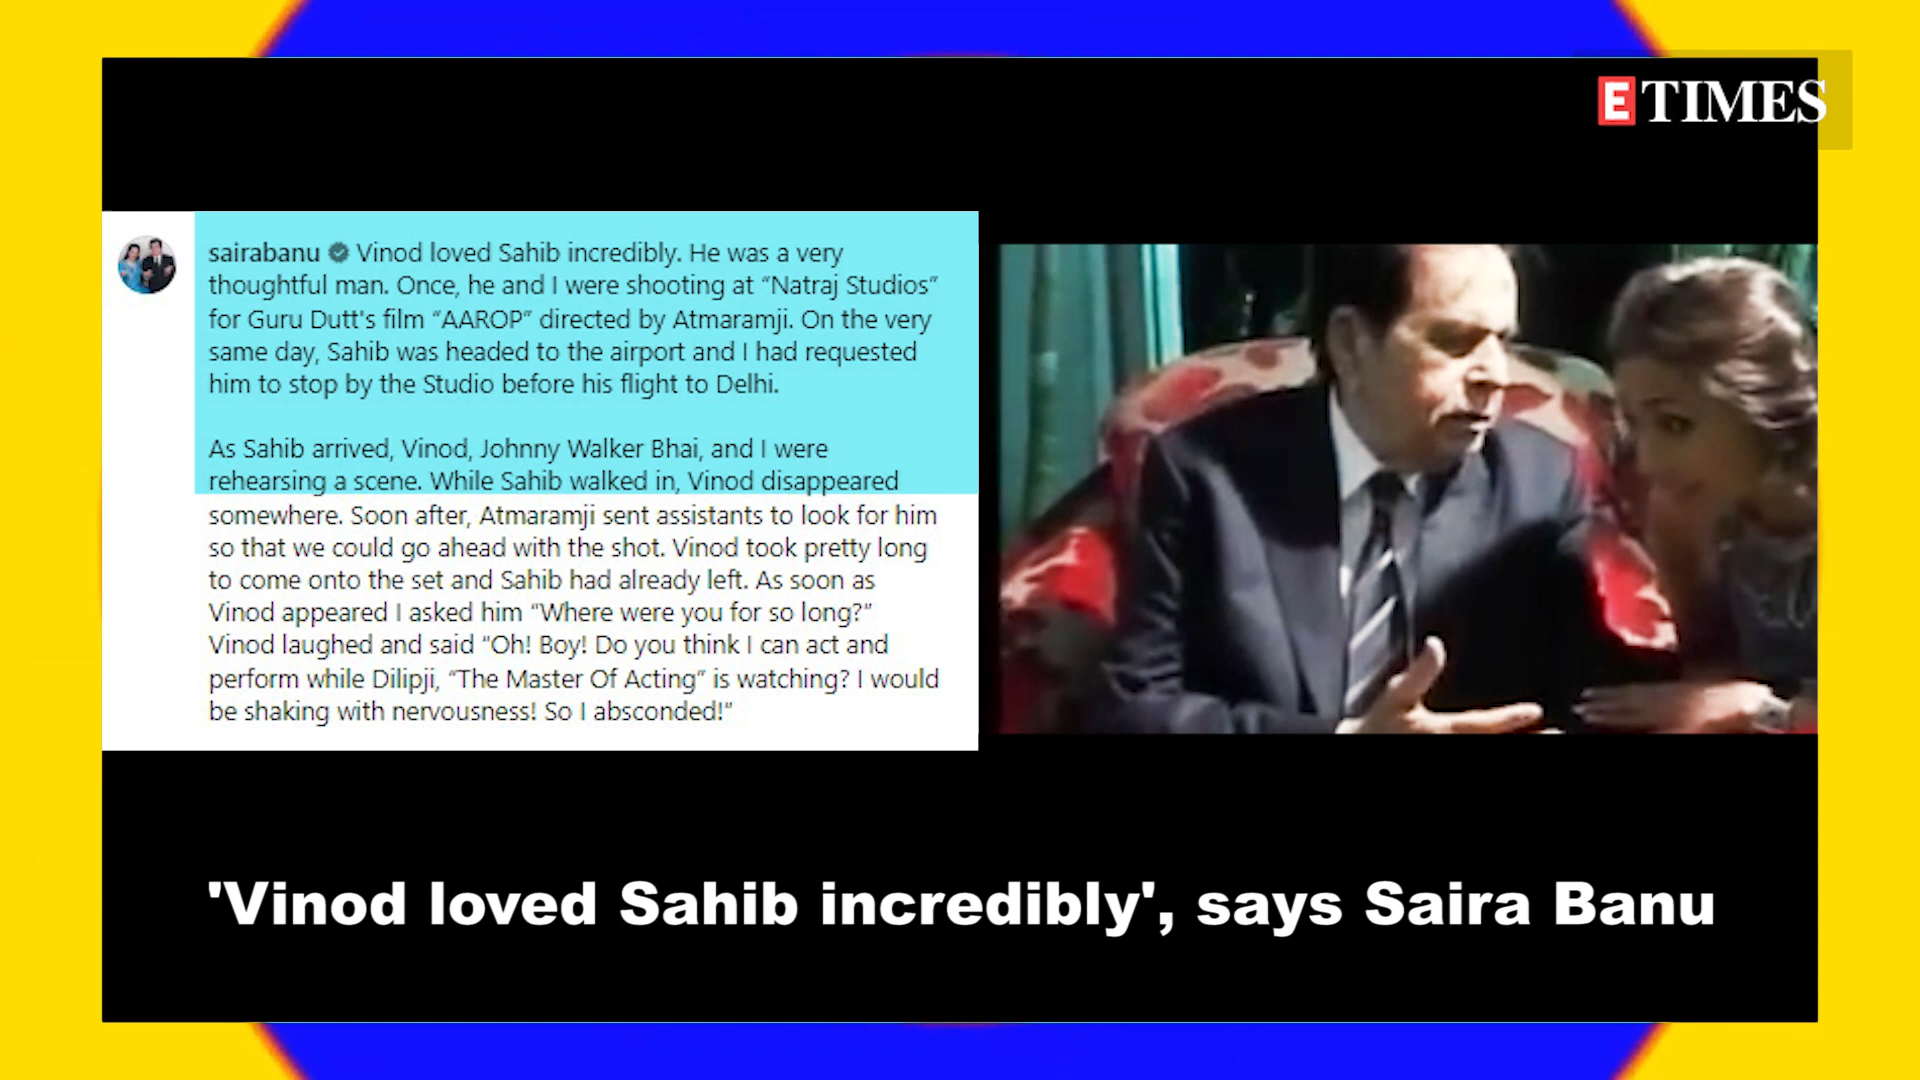 E TIMES
sairabanu Vinod loved Sahib incredibly. He was a very
thoughtful man. Once, he and I were shooting at “Natraj Studios”
for Guru Dutt's film “AAROP” directed by Atmaramji. On the very
same day, Sahib was headed to the airport and I had requested
him to stop by the Studio before his flight to Delhi.
As Sahib arrived, Vinod, Johnny Walker Bhai, and I were
rehearsing a scene. While Sahib walked in, Vinod disappeared
somewhere. Soon after, Atmaramji sent assistants to look for him
so that we could go ahead with the shot. Vinod took pretty long
to come onto the set and Sahib had already left. As soon as
Vinod appeared I asked him “Where were you for so long?”
Vinod laughed and said “Oh! Boy! Do you think I can act and
perform while Dilipji, “The Master Of Acting” is watching? I would
be shaking with nervousness! So I absconded!”
'Vinod loved Sahib incredibly', says Saira Banu